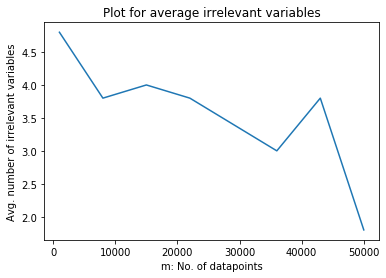 Plot for average irrelevant variables
Avg. number of irrelevant variables
4.5
4.0
3.5
3.0
2.5
2.0
0 10000 20000 30000 40000 50000
m: No. of datapoints